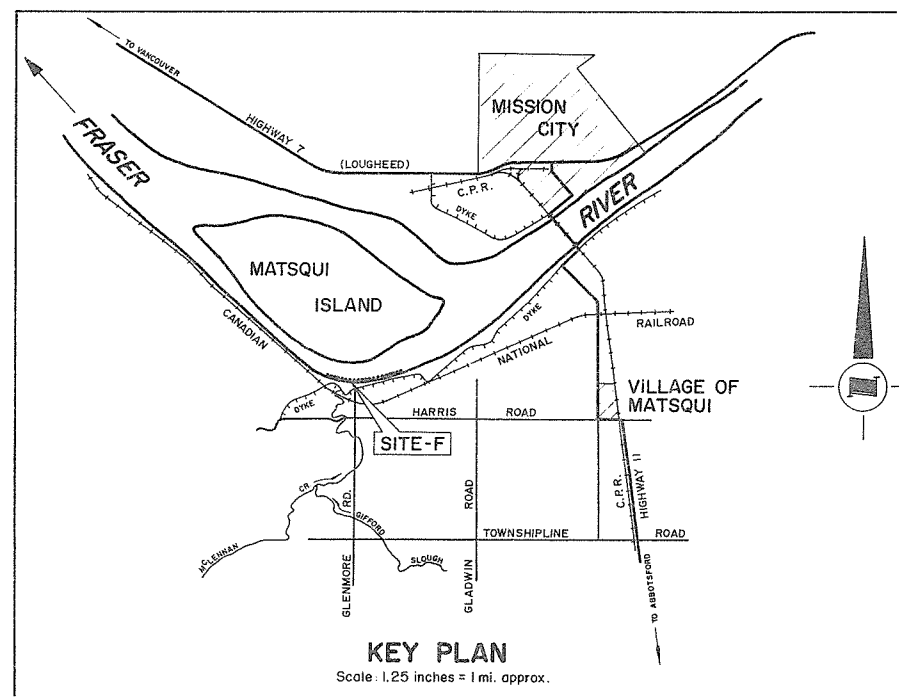 TO VANCOUVER
HIGHWAY 7
(LOUGHEED)
MISSION
CITY
FRASER
RIVER
C.P.R.
DYKE
MATSQUI
ISLAND
CANADIAN
NATIONAL
RAILROAD
DYKE
VILLAGE OF
MATSQUI
DYKE
HARRIS ROAD
SITE-F
C.P.R.
HIGHWAY 11
McLENNAN CR
GIFFORD SLOUGH
GLENMORE RD.
GLADWIN ROAD
TOWNSHIPLINE ROAD
TO ABBOTSFORD
KEY PLAN
Scale: 1.25 inches = 1 mi. approx.